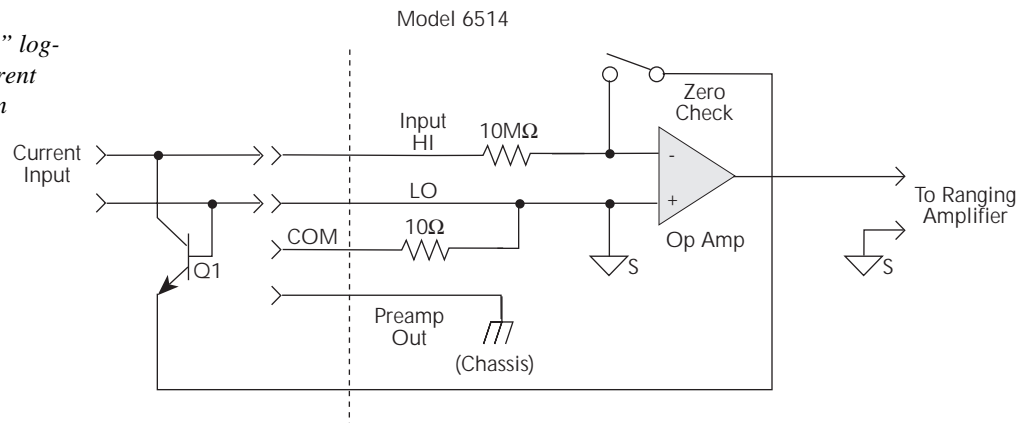 Model 6514
” log-
rent
n
Zero
Check
Input
HI
10MΩ
Current
Input
-
LO
+
To Ranging
Amplifier
10Ω
COM
Op Amp
S
S
Q1
Preamp
Out
(Chassis)